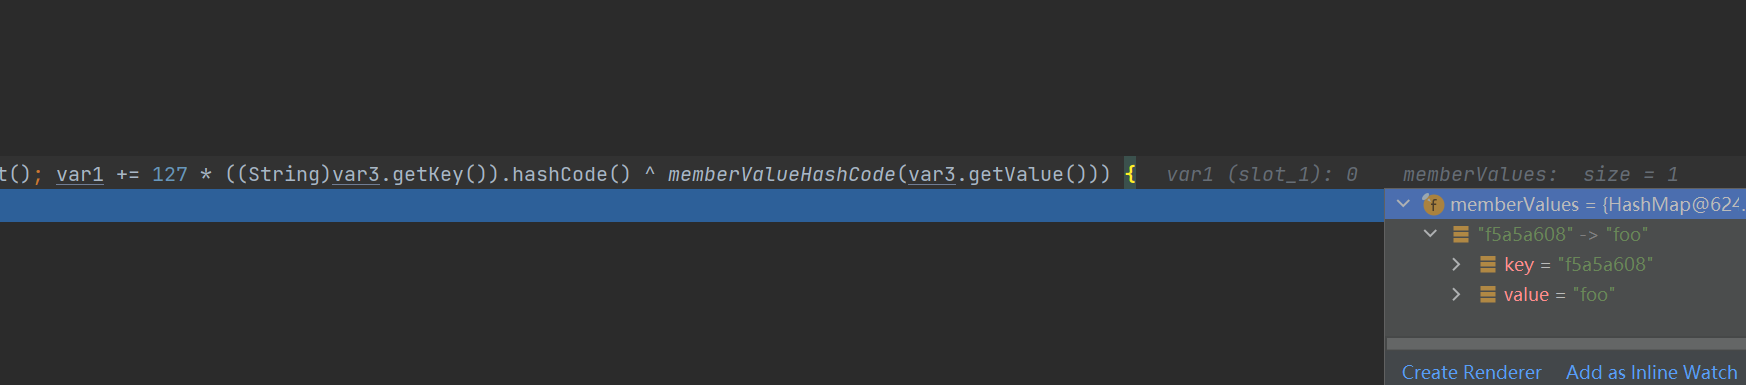 t(); var1 += 127 * ((String)var3.getKey()).hashCode() ^ memberValueHashCode(var3.getValue())) { var1 (slot_1): 0 memberValues: size = 1
f memberValues = {HashMap@624.
"f5a5a608" -> "foo"
key = "f5a5a608"
value = "foo"
Create Renderer Add as Inline Watch